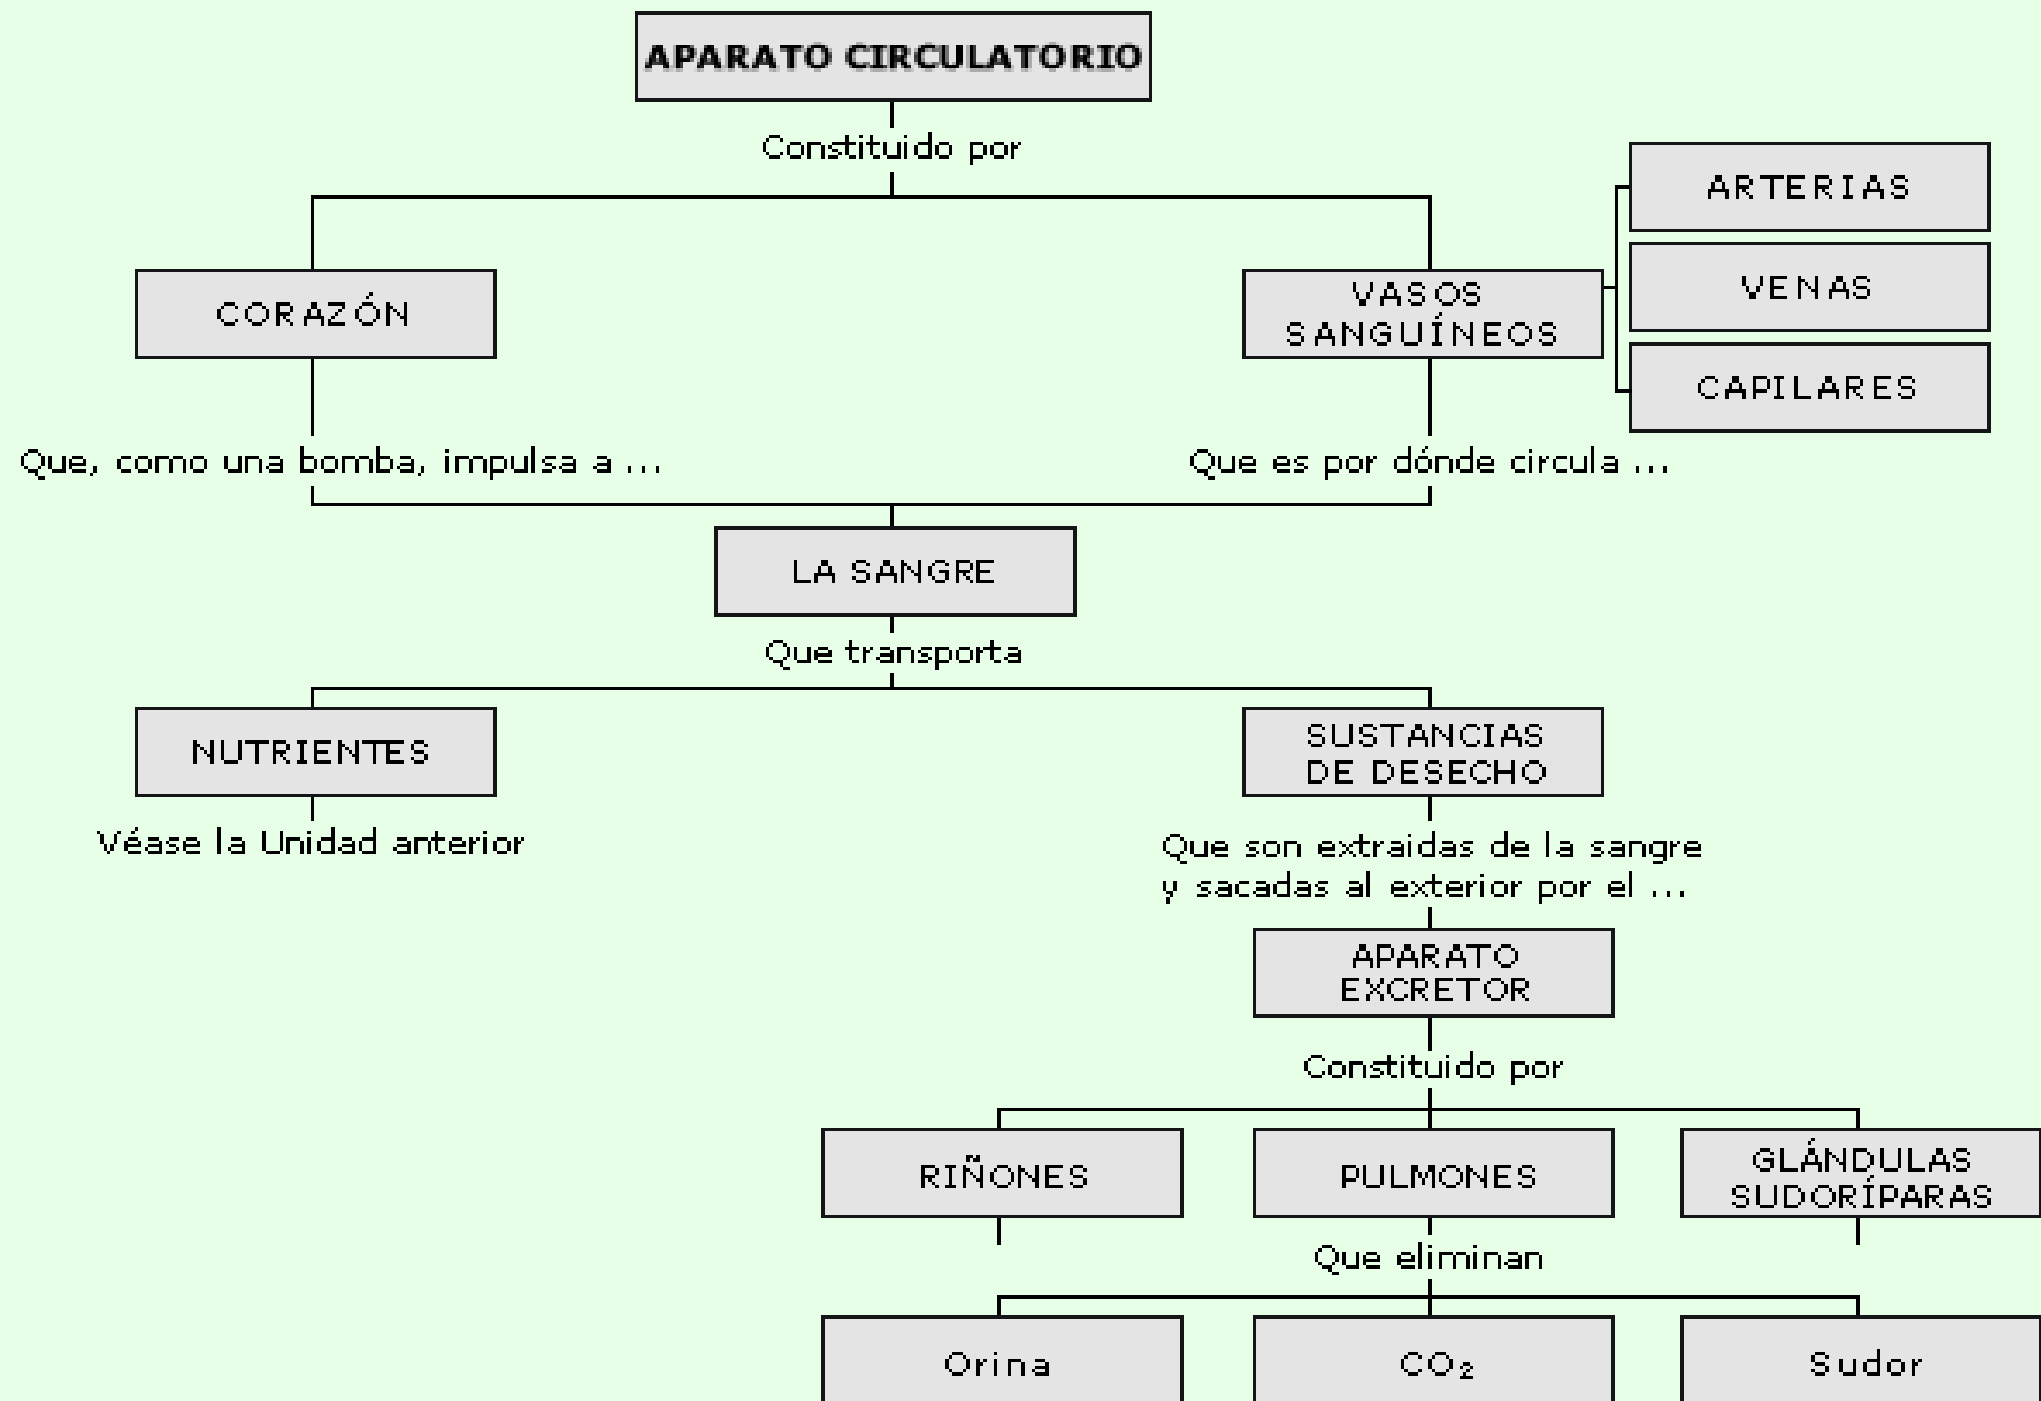 APARATO CIRCULATORIO
Constituido por
ARTERIAS
VENAS
CAPILARES
CORAZÓN
VASOS
SANGUÍNEOS
Que, como una bomba, impulsa a ...
Que es por dónde circula ...
LA SANGRE
Que transporta
NUTRIENTES
SUSTANCIAS
DE DESECHO
Véase la Unidad anterior
Que son extraidas de la sangre
y sacadas al exterior por el ...
APARATO
EXCRETOR
Constituido por
RIÑONES
PULMONES
GLÁNDULAS
SUDORÍPARAS
Que eliminan
Orina
CO₂
Sudor